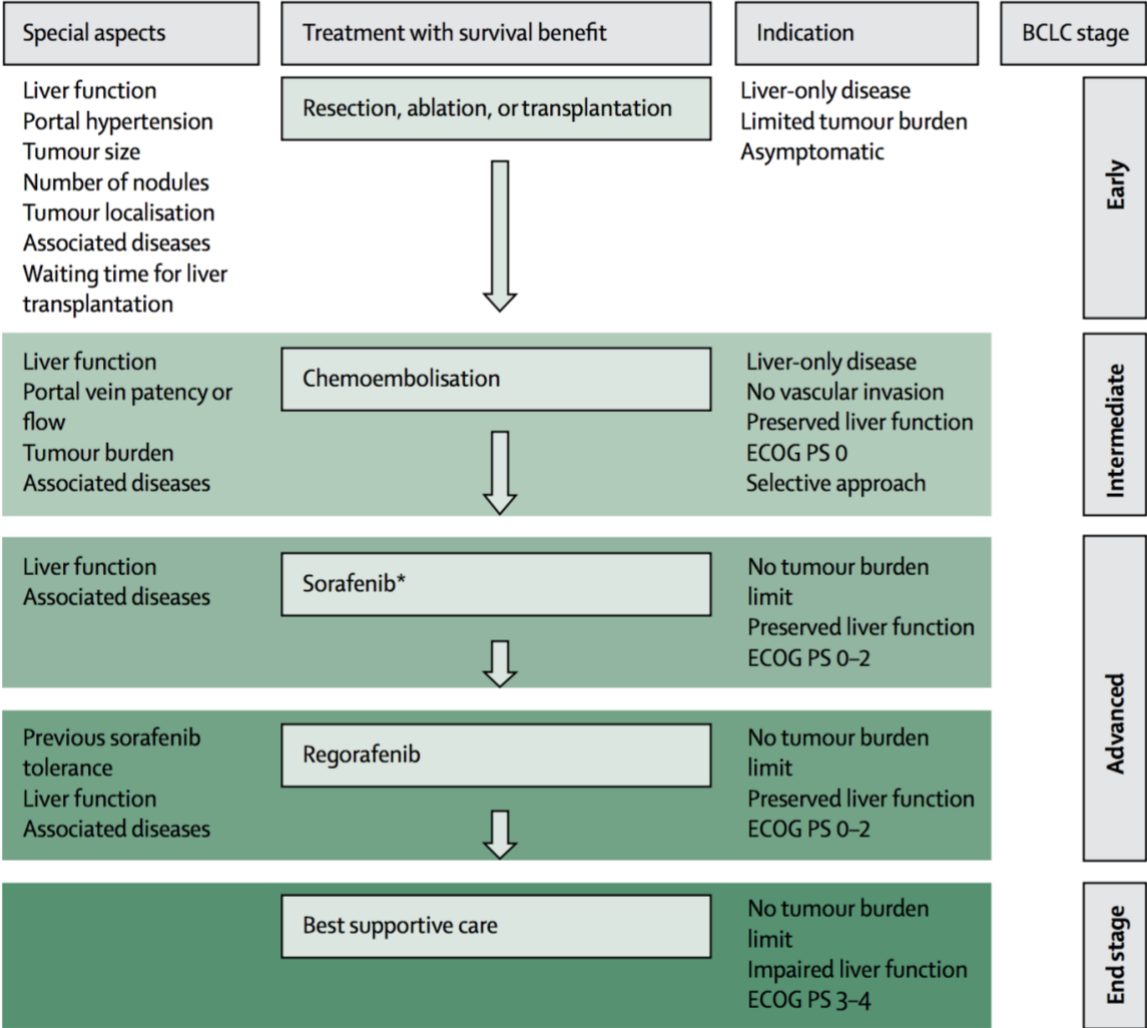 Special aspects
Treatment with survival benefit
Indication
BCLC stage
Liver function
Portal hypertension
Tumour size
Number of nodules
Tumour localisation
Associated diseases
Waiting time for liver
transplantation
Resection, ablation, or transplantation
Liver-only disease
Limited tumour burden
Asymptomatic
Early
Liver function
Portal vein patency or
flow
Tumour burden
Associated diseases
Chemoembolisation
Liver-only disease
No vascular invasion
Preserved liver function
ECOG PS 0
Selective approach
Intermediate
Liver function
Associated diseases
Sorafenib*
No tumour burden
limit
Preserved liver function
ECOG PS 0–2
Advanced
Previous sorafenib
tolerance
Liver function
Associated diseases
Regorafenib
No tumour burden
limit
Preserved liver function
ECOG PS 0–2
Best supportive care
No tumour burden
limit
Impaired liver function
ECOG PS 3–4
End stage